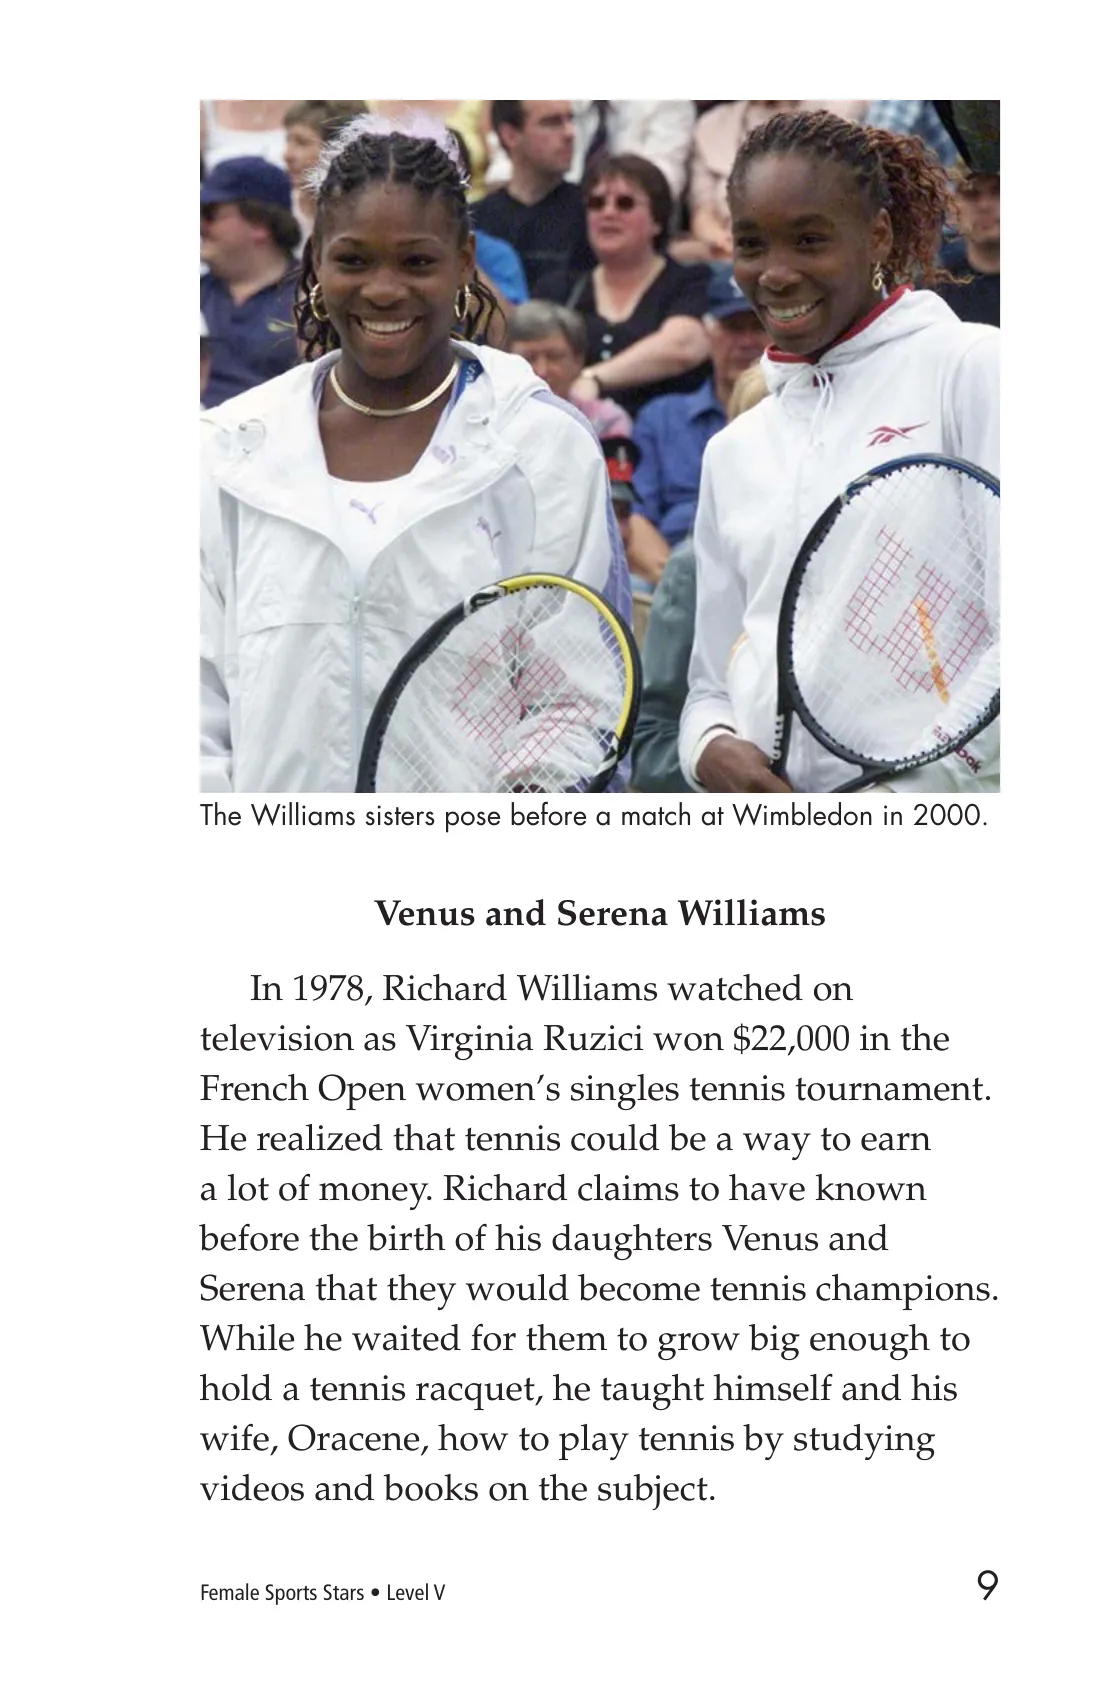 Reebok
The Williams sisters pose before a match at Wimbledon in 2000.
Venus and Serena Williams
In 1978, Richard Williams watched on
television as Virginia Ruzici won $22,000 in the
French Open women’s singles tennis tournament.
He realized that tennis could be a way to earn
a lot of money. Richard claims to have known
before the birth of his daughters Venus and
Serena that they would become tennis champions.
While he waited for them to grow big enough to
hold a tennis racquet, he taught himself and his
wife, Oracene, how to play tennis by studying
videos and books on the subject.
Female Sports Stars • Level V
9